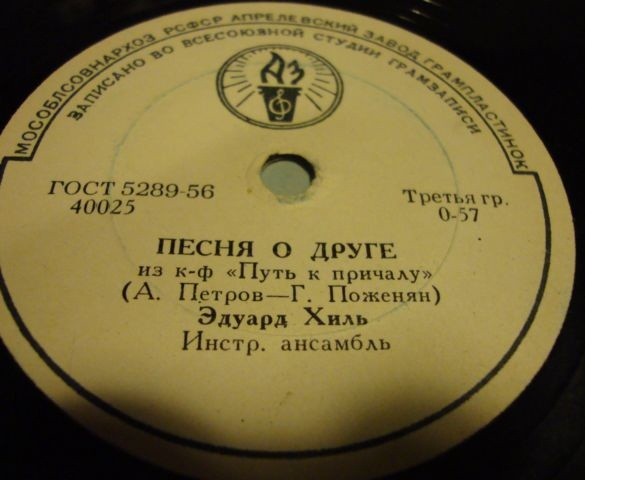 МОСОБЛСОВНАРХОЗ РСФСР АПРЕЛЕВСКИЙ ЗАВОД ГРАМПЛАСТИНОК
ЗАПИСАНО ВО ВСЕСОЮЗНОЙ СТУДИИ ГРАМЗАПИСИ
АЗ
ГОСТ 5289-56
40025
Третья гр.
0-57
ПЕСНЯ О ДРУГЕ
из к-ф «Путь к причалу»
(А. Петров—Г. Поженян)
Эдуард Хиль
Инстр. ансамбль